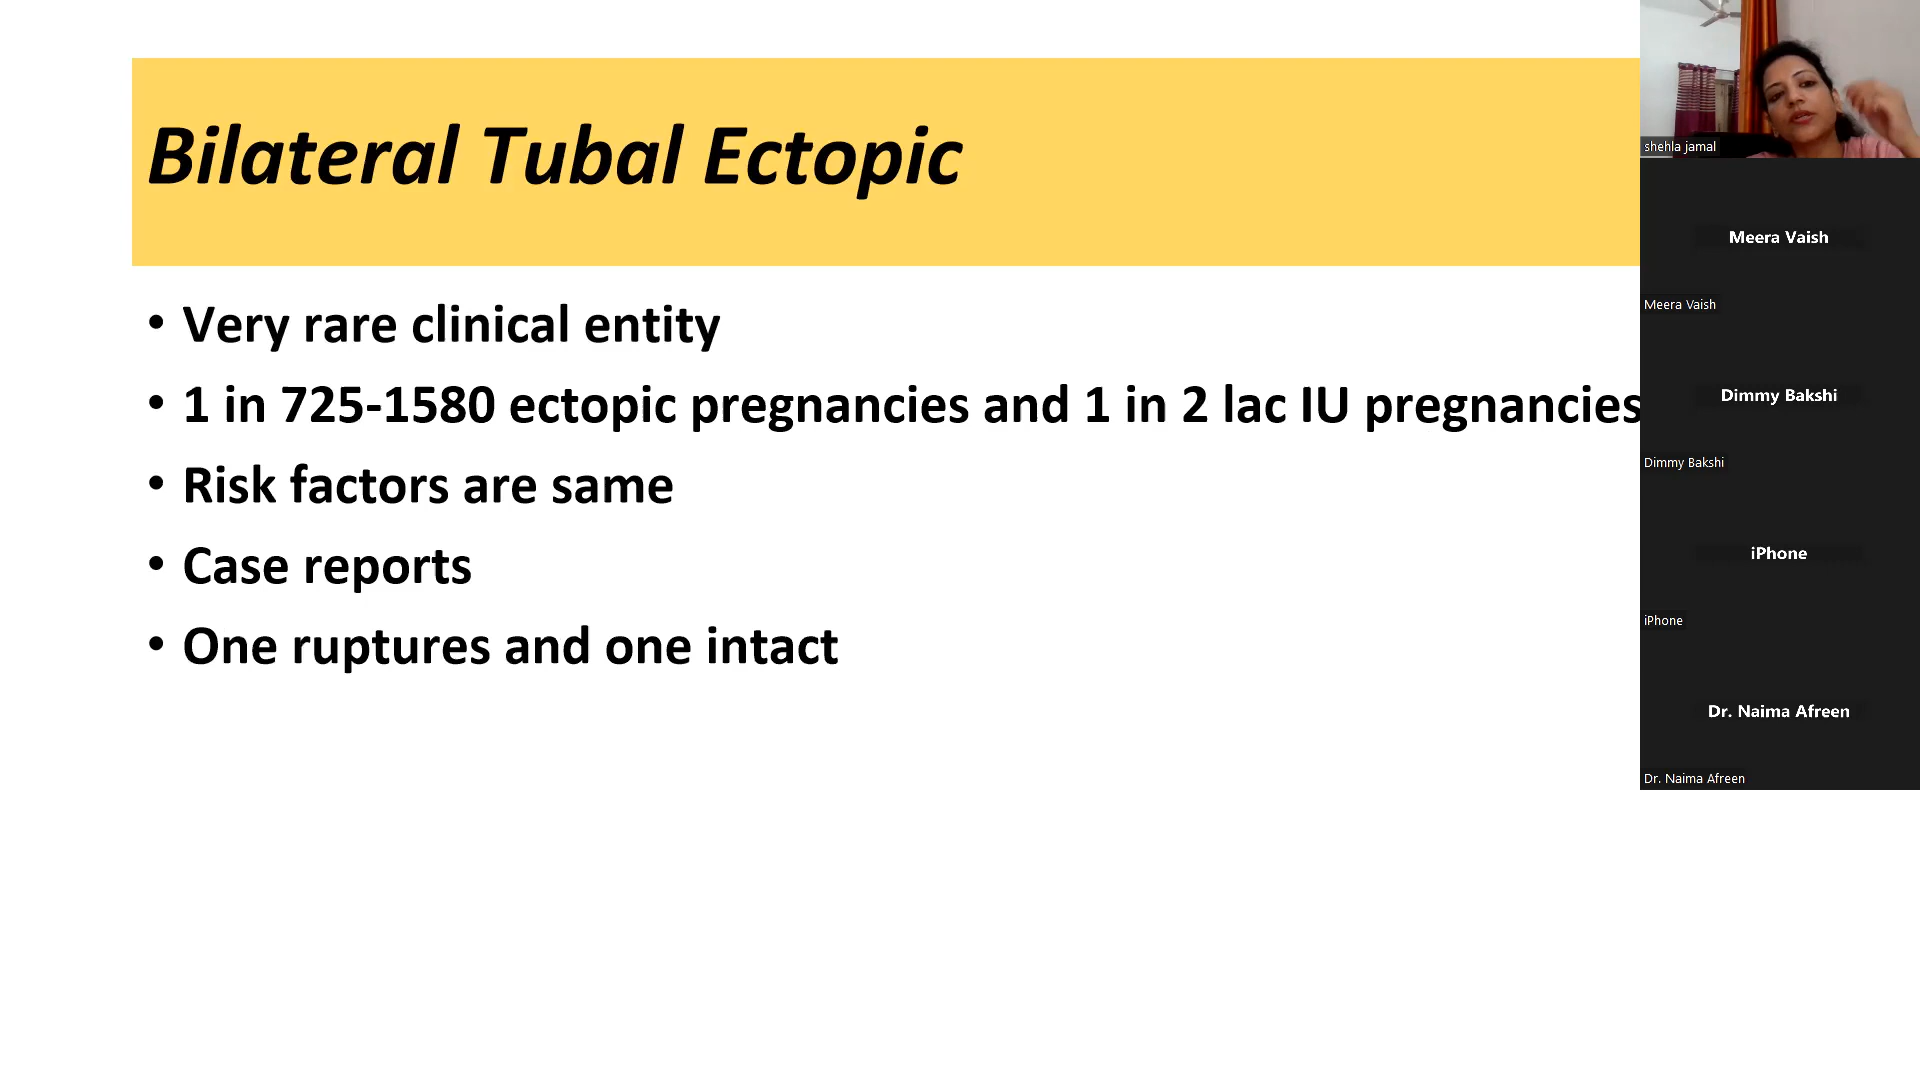 Bilateral Tubal Ectopic
• Very rare clinical entity
• 1 in 725-1580 ectopic pregnancies and 1 in 2 lac IU pregnancies
• Risk factors are same
• Case reports
• One ruptures and one intact
shehla jamal
Meera Vaish
Meera Vaish
Dimmy Bakshi
Dimmy Bakshi
iPhone
iPhone
Dr. Naima Afreen
Dr. Naima Afreen